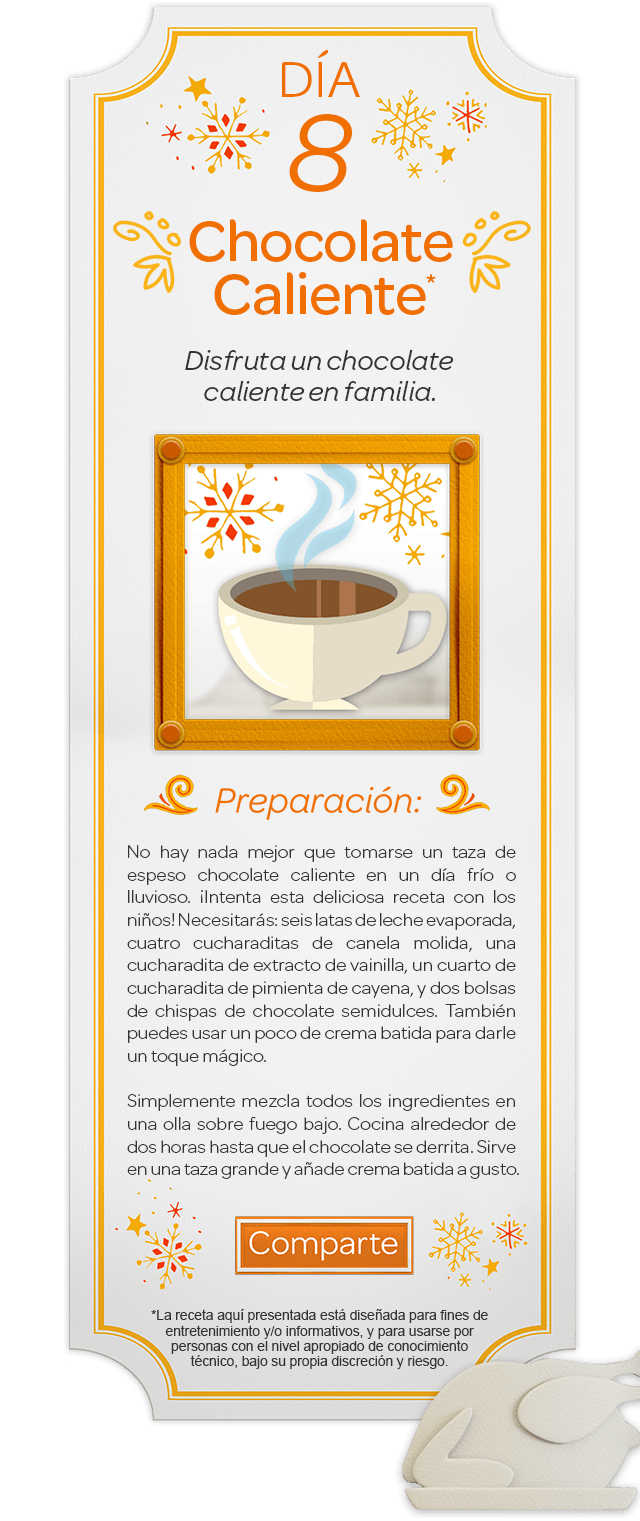 DÍA
8
Chocolate
Caliente*
Disfruta un chocolate
caliente en familia.
Preparación:
No hay nada mejor que tomarse un taza de
espeso chocolate caliente en un día frío o
lluvioso. ¡Intenta esta deliciosa receta con los
niños! Necesitarás: seis latas de leche evaporada,
cuatro cucharaditas de canela molida, una
cucharadita de extracto de vainilla, un cuarto de
cucharadita de pimienta de cayena, y dos bolsas
de chispas de chocolate semidulces. También
puedes usar un poco de crema batida para darle
un toque mágico.
Simplemente mezcla todos los ingredientes en
una olla sobre fuego bajo. Cocina alrededor de
dos horas hasta que el chocolate se derrita. Sirve
en una taza grande y añade crema batida a gusto.
Comparte
*La receta aquí presentada está diseñada para fines de
entretenimiento y/o informativos, y para usarse por
personas con el nivel apropiado de conocimiento
técnico, bajo su propia discreción y riesgo.